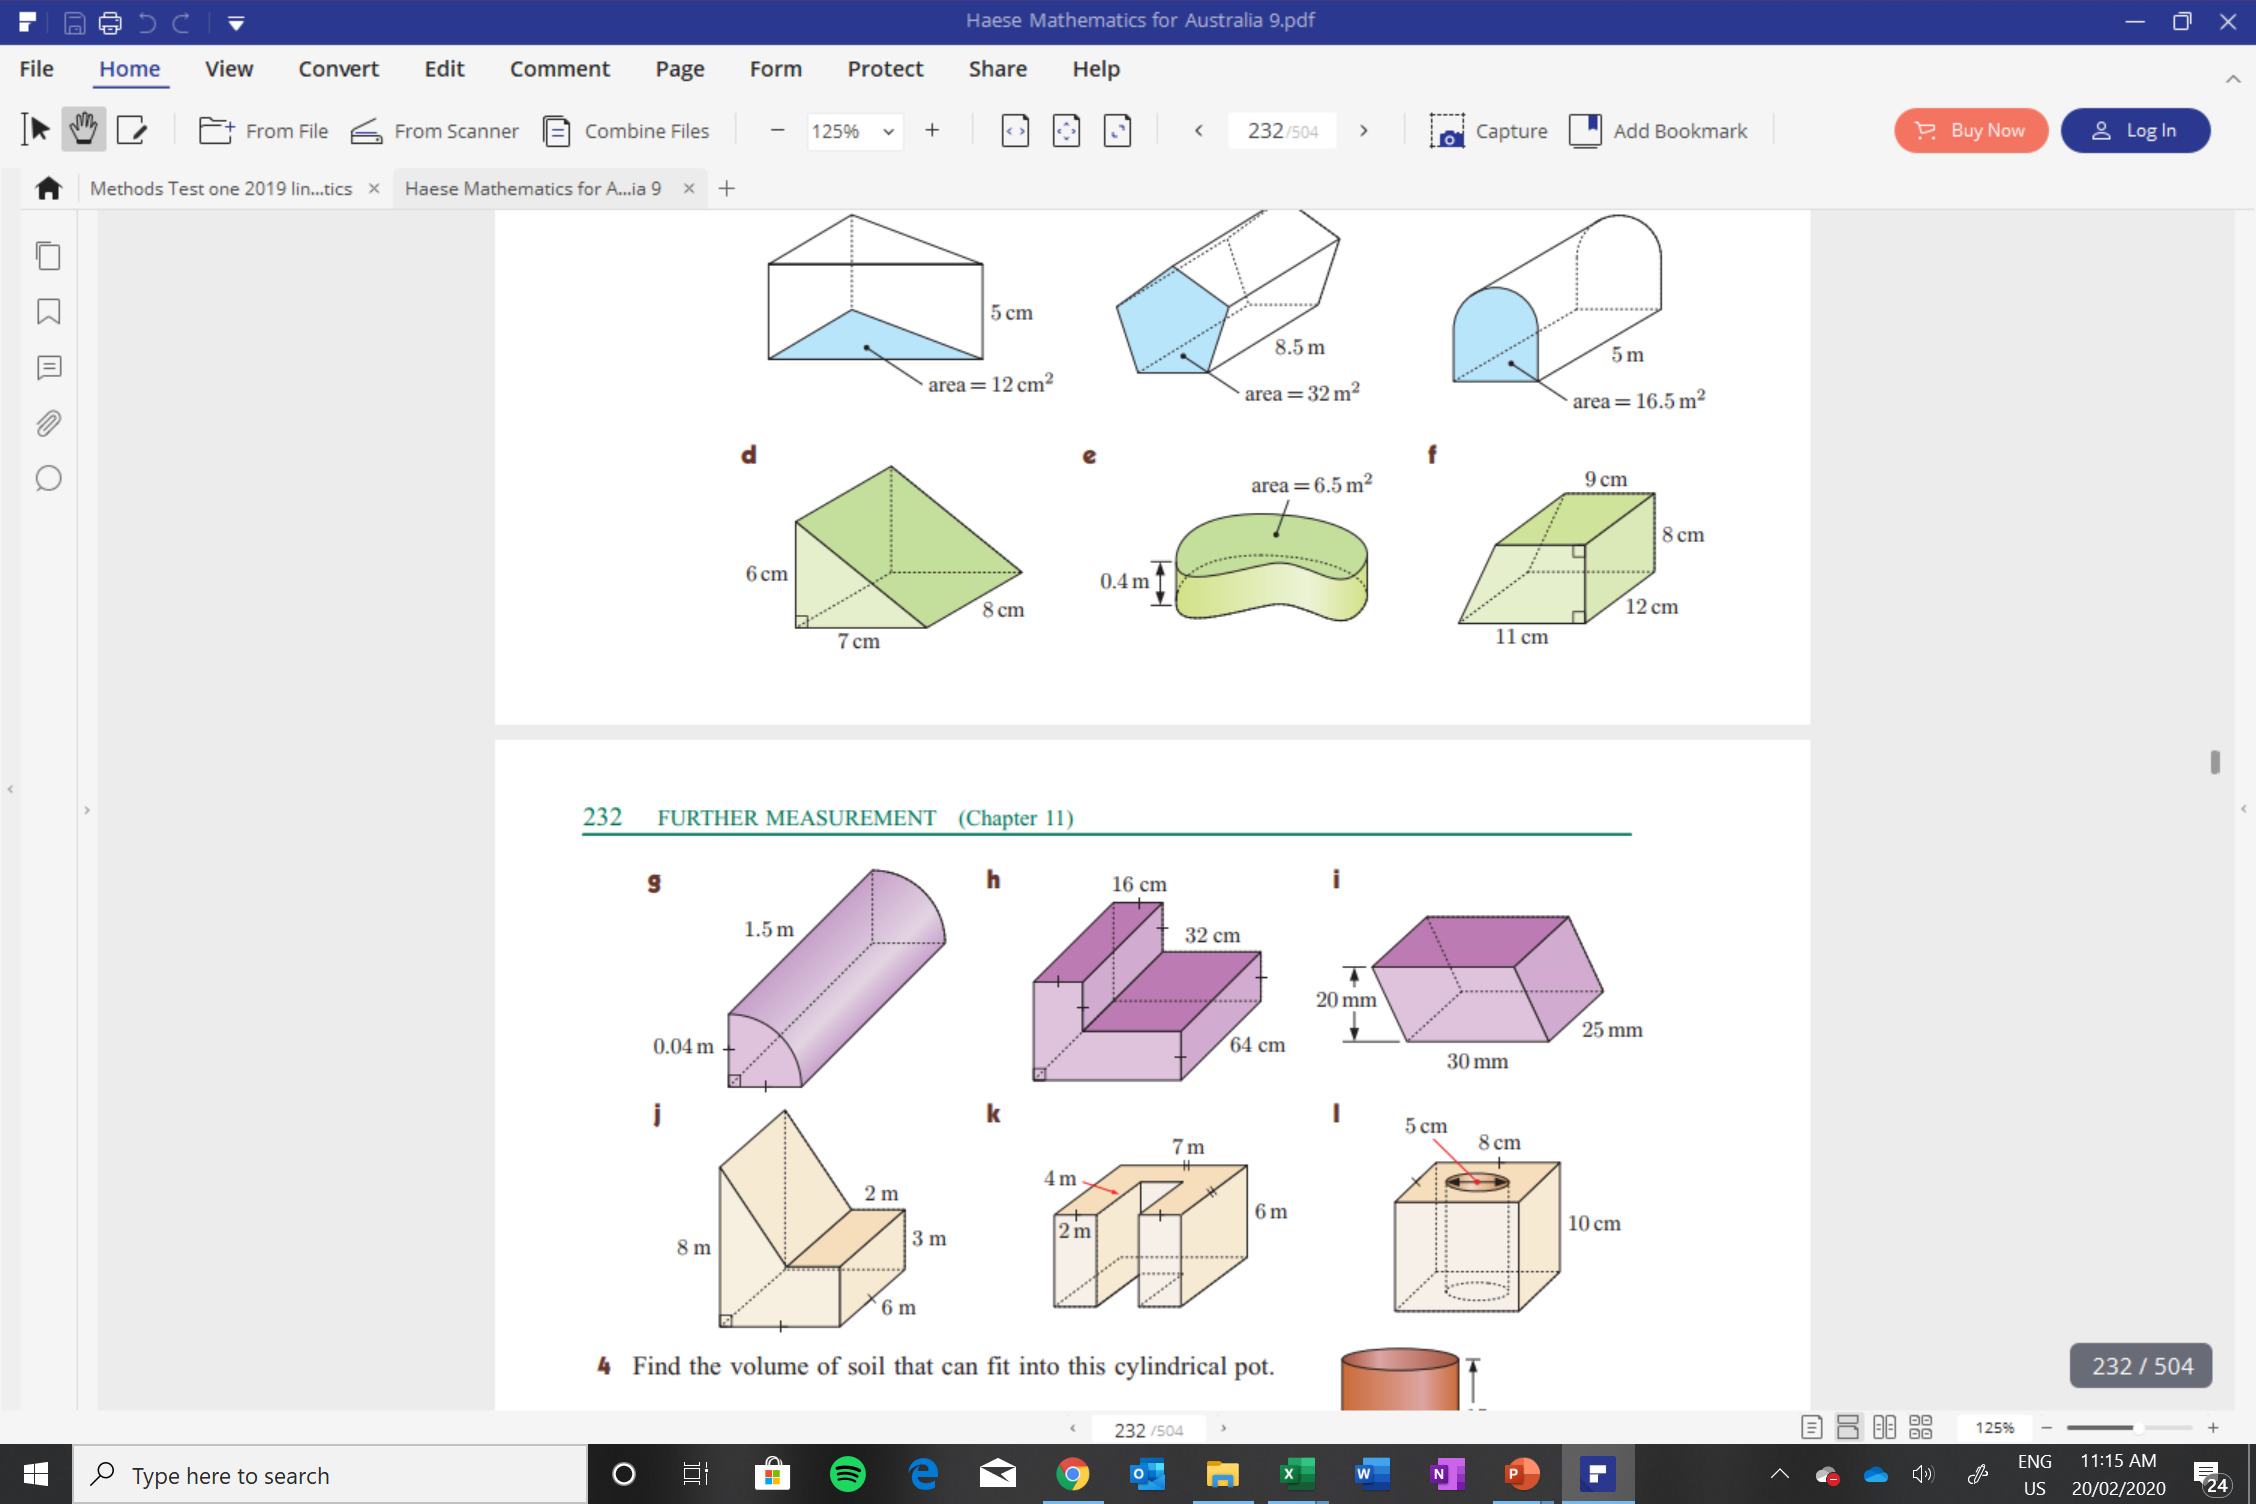 Haese Mathematics for Australia 9.pdf
File Home View Convert Edit Comment Page Form Protect Share Help
From File From Scanner Combine Files 125% 232/504 Capture Add Bookmark Buy Now Log In
Methods Test one 2019 lin...tics Haese Mathematics for A...ia 9
5 cm
area = 12 cm²
8.5 m
area = 32 m²
5 m
area = 16.5 m²
d
6 cm
8 cm
7 cm
e
area = 6.5 m²
0.4 m
f
9 cm
8 cm
12 cm
11 cm
232 FURTHER MEASUREMENT (Chapter 11)
g
1.5 m
0.04 m
h
16 cm
32 cm
64 cm
i
20 mm
25 mm
30 mm
j
2 m
8 m
3 m
6 m
k
7 m
4 m
2 m
6 m
l
5 cm
8 cm
10 cm
4 Find the volume of soil that can fit into this cylindrical pot.
232 / 504
232 /504
125%
Type here to search
ENG
US
11:15 AM
20/02/2020
24